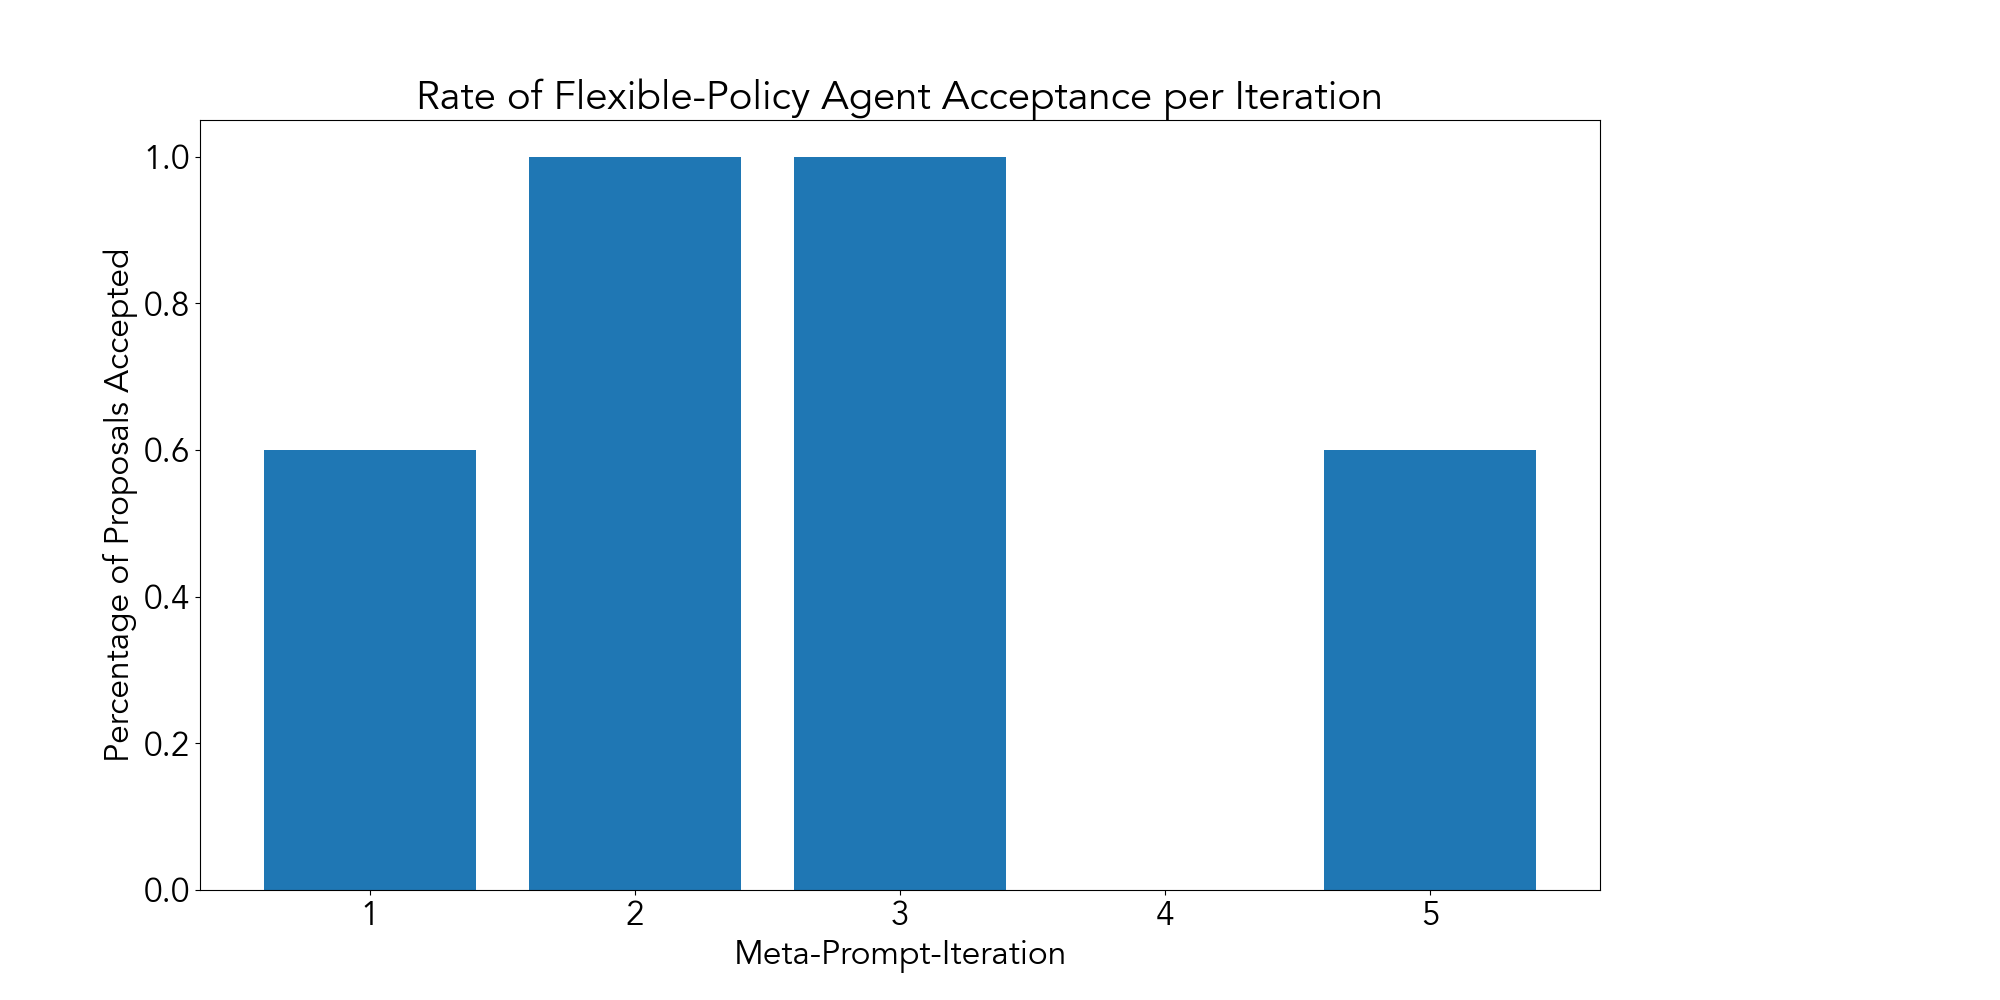 Rate of Flexible-Policy Agent Acceptance per Iteration
Percentage of Proposals Accepted
1.0
0.8
0.6
0.4
0.2
0.0
1 2 3 4 5
Meta-Prompt-Iteration